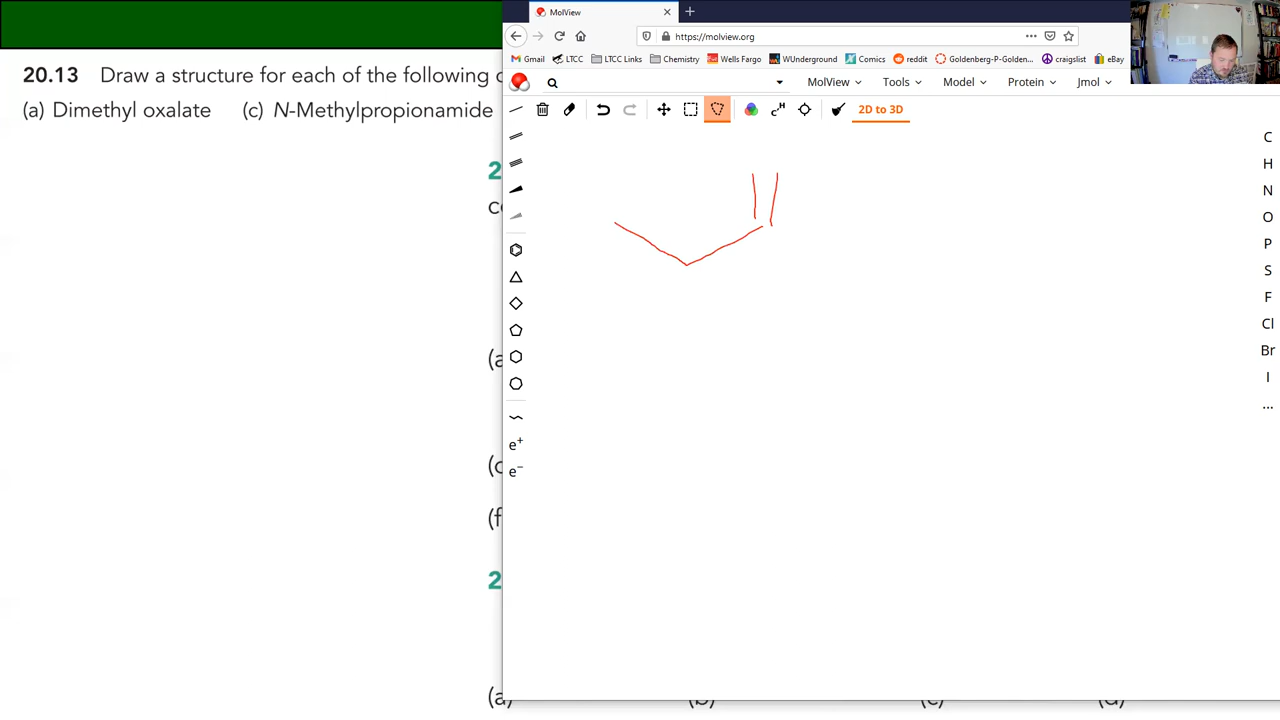 MolView
https://molview.org
Gmail LTCC LTCC Links Chemistry Wells Fargo WUnderground Comics reddit Goldenberg-P-Golden... craigslist eBay
20.13 Draw a structure for each of the following
(a) Dimethyl oxalate (c) N-Methylpropionamide
MolView Tools Model Protein Jmol
2D to 3D
C
H
N
O
P
S
F
Cl
Br
I
...
C H
e+
e−
2
(a
(f
2
(a) (b) (c) (d)